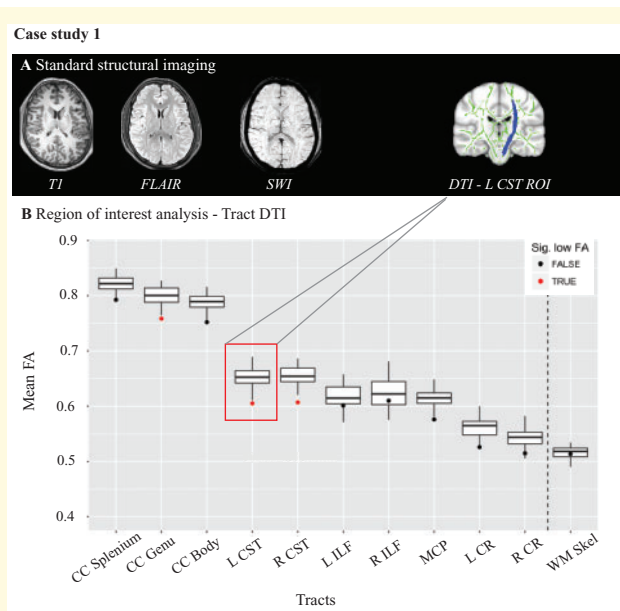 Case study 1
A Standard structural imaging
T1 FLAIR SWI DTI - L CST ROI
B Region of interest analysis - Tract DTI
Sig. low FA
FALSE
TRUE
Mean FA
0.9
0.8
0.7
0.6
0.5
0.4
CC Splenium CC Genu CC Body L CST R CST L ILF R ILF MCP L CR R CR WM Skel
Tracts